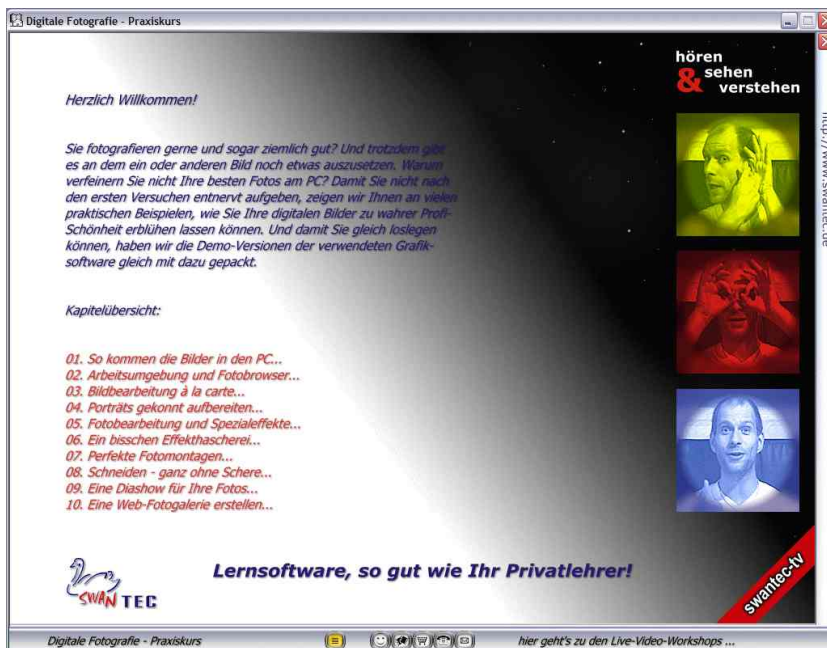 Digitale Fotografie - Praxiskurs
hören
& sehen
verstehen
http://www.swantec.de
Herzlich Willkommen!
Sie fotografieren gerne und sogar ziemlich gut? Und trotzdem gibt
es an dem ein oder anderen Bild noch etwas auszusetzen. Warum
verfeinern Sie nicht Ihre besten Fotos am PC? Damit Sie nicht nach
den ersten Versuchen entnervt aufgeben, zeigen wir Ihnen an vielen
praktischen Beispielen, wie Sie Ihre digitalen Bilder zu wahrer Profi-
Schönheit erblühen lassen können. Und damit Sie gleich loslegen
können, haben wir die Demo-Versionen der verwendeten Grafik-
software gleich mit dazu gepackt.
Kapitelübersicht:
01. So kommen die Bilder in den PC...
02. Arbeitsumgebung und Fotobrowser...
03. Bildbearbeitung à la carte...
04. Porträts gekonnt aufbereiten...
05. Fotobearbeitung und Spezialeffekte...
06. Ein bisschen Effekthascherei...
07. Perfekte Fotomontagen...
08. Schneiden - ganz ohne Schere...
09. Eine Diashow für Ihre Fotos...
10. Eine Web-Fotogalerie erstellen...
SWANTEC
Lernsoftware, so gut wie Ihr Privatlehrer!
swantec-tv
Digitale Fotografie - Praxiskurs
hier geht's zu den Live-Video-Workshops ...